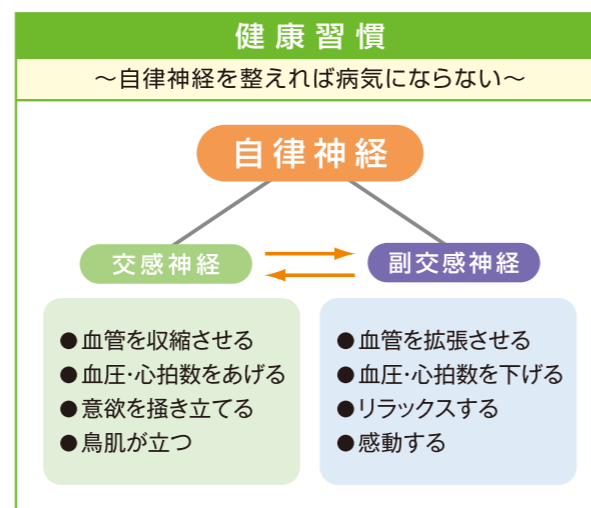 健康習慣
～自律神経を整えれば病気にならない～
自律神経
交感神経
副交感神経
●血管を収縮させる
●血圧・心拍数をあげる
●意欲を掻き立てる
●鳥肌が立つ
●血管を拡張させる
●血圧・心拍数を下げる
●リラックスする
●感動する